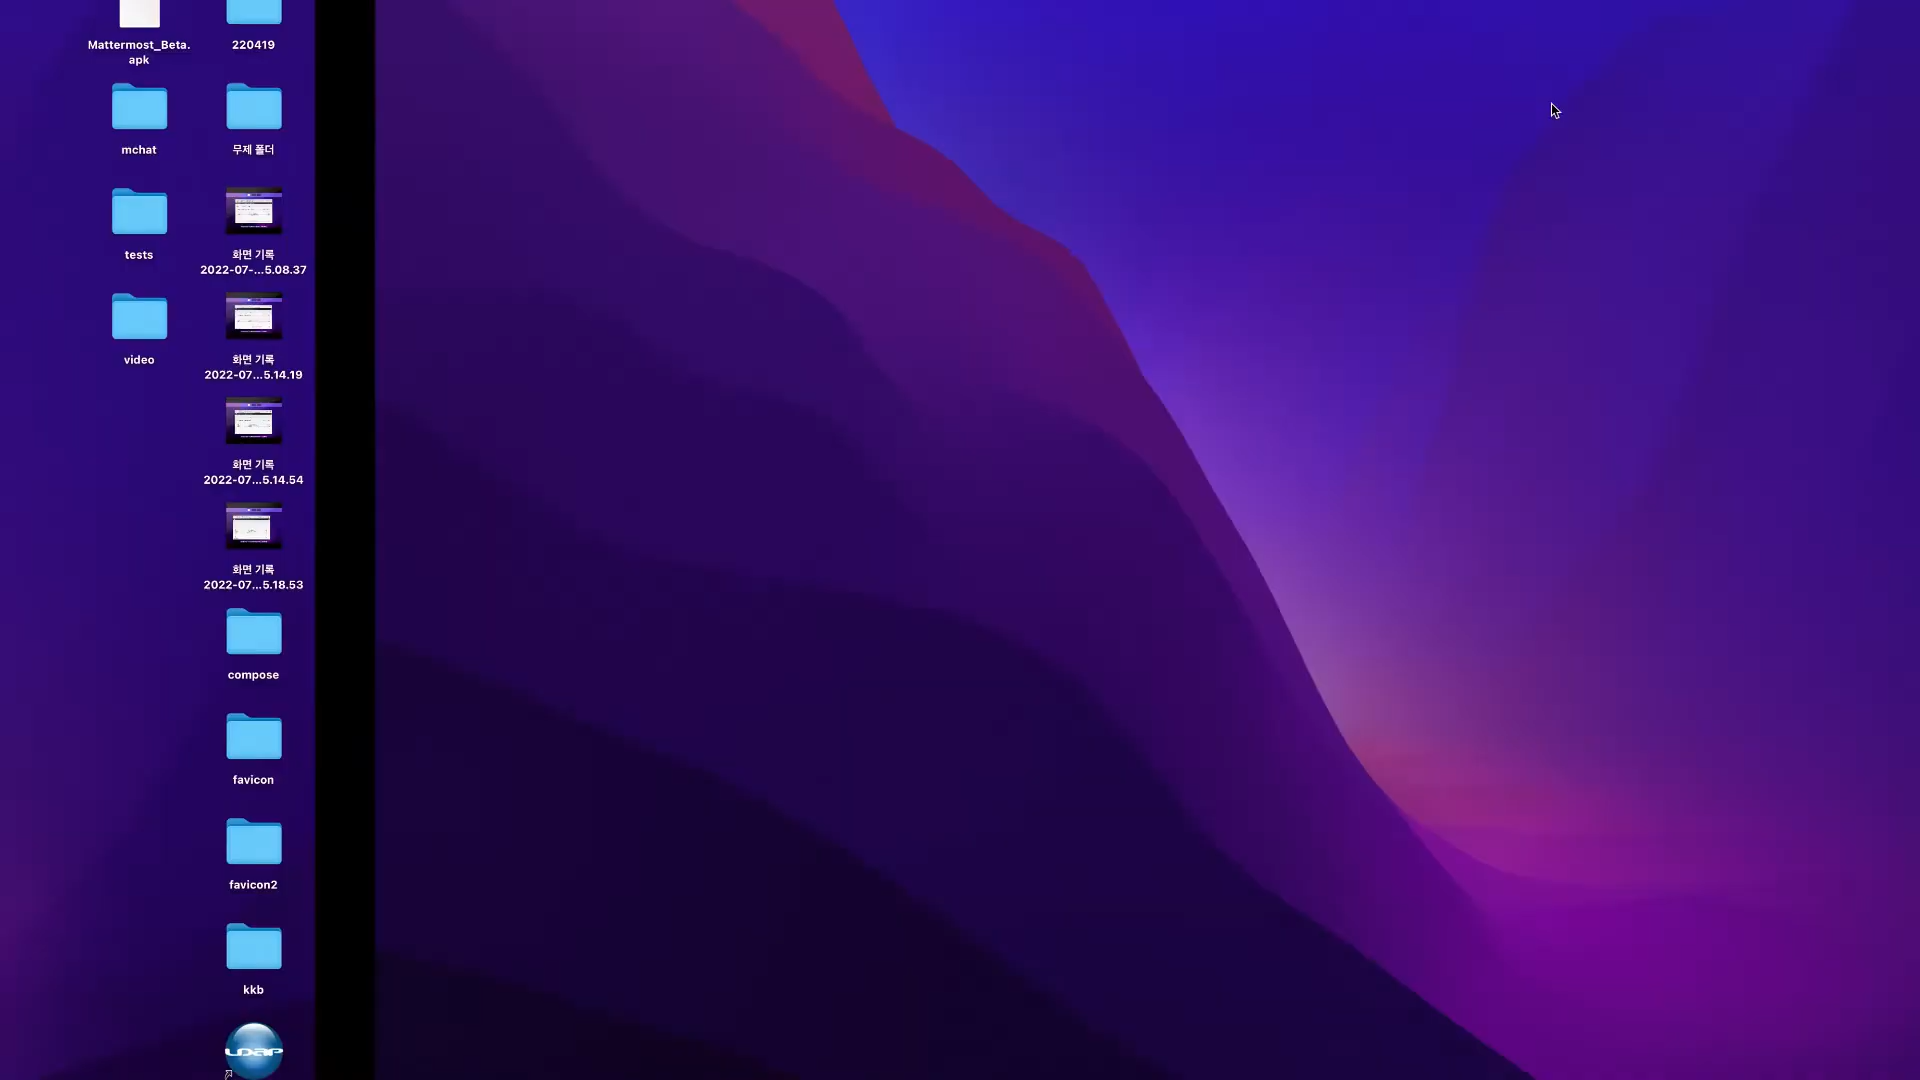 Mattermost_Beta.
apk
220419
mchat
무제 폴더
tests
화면 기록
2022-07-...5.08.37
video
화면 기록
2022-07...5.14.19
화면 기록
2022-07...5.14.54
화면 기록
2022-07...5.18.53
compose
favicon
favicon2
kkb
LDAP